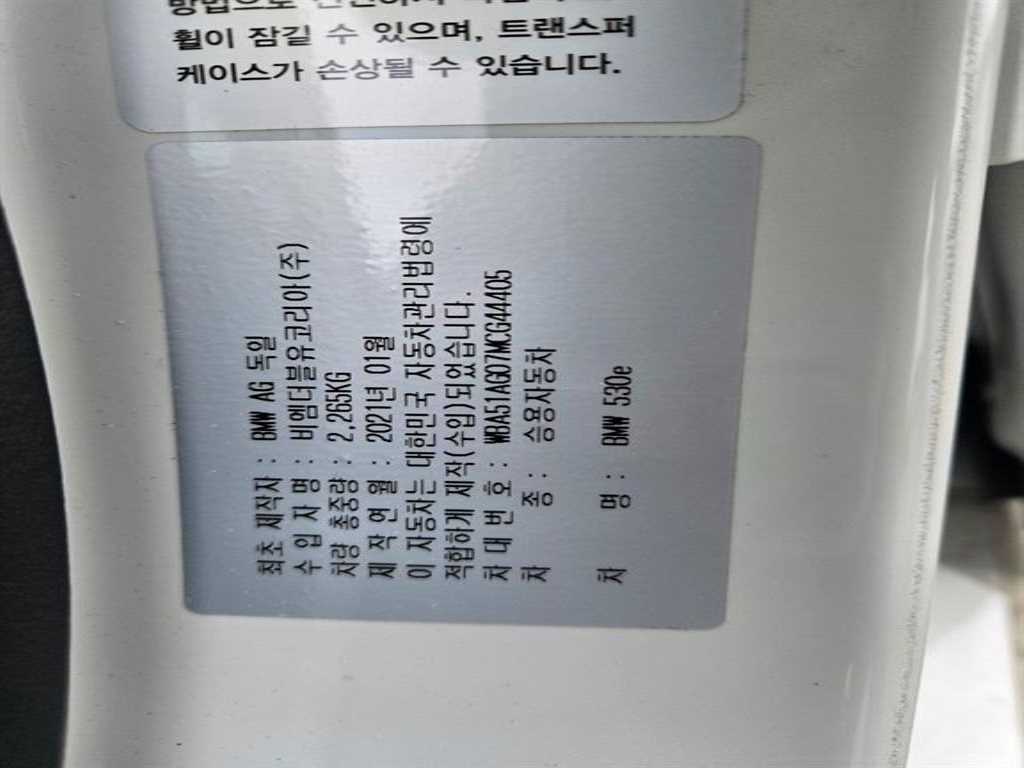 휠이 잠길 수 있으며, 트랜스퍼
케이스가 손상될 수 있습니다.
최초 제작자 : BMW AG 독일
수 입 자 명 : 비엠더블유코리아(주)
차량 총중량 : 2,265KG
제 작 연 월 : 2021년 01월
이 자동차는 대한민국 자동차관리법령에
적합하게 제작(수입)되었습니다.
차 대 번 호 : WBA51AG07MCG44405
차 종 : 승용자동차
차 명 : BMW 530e